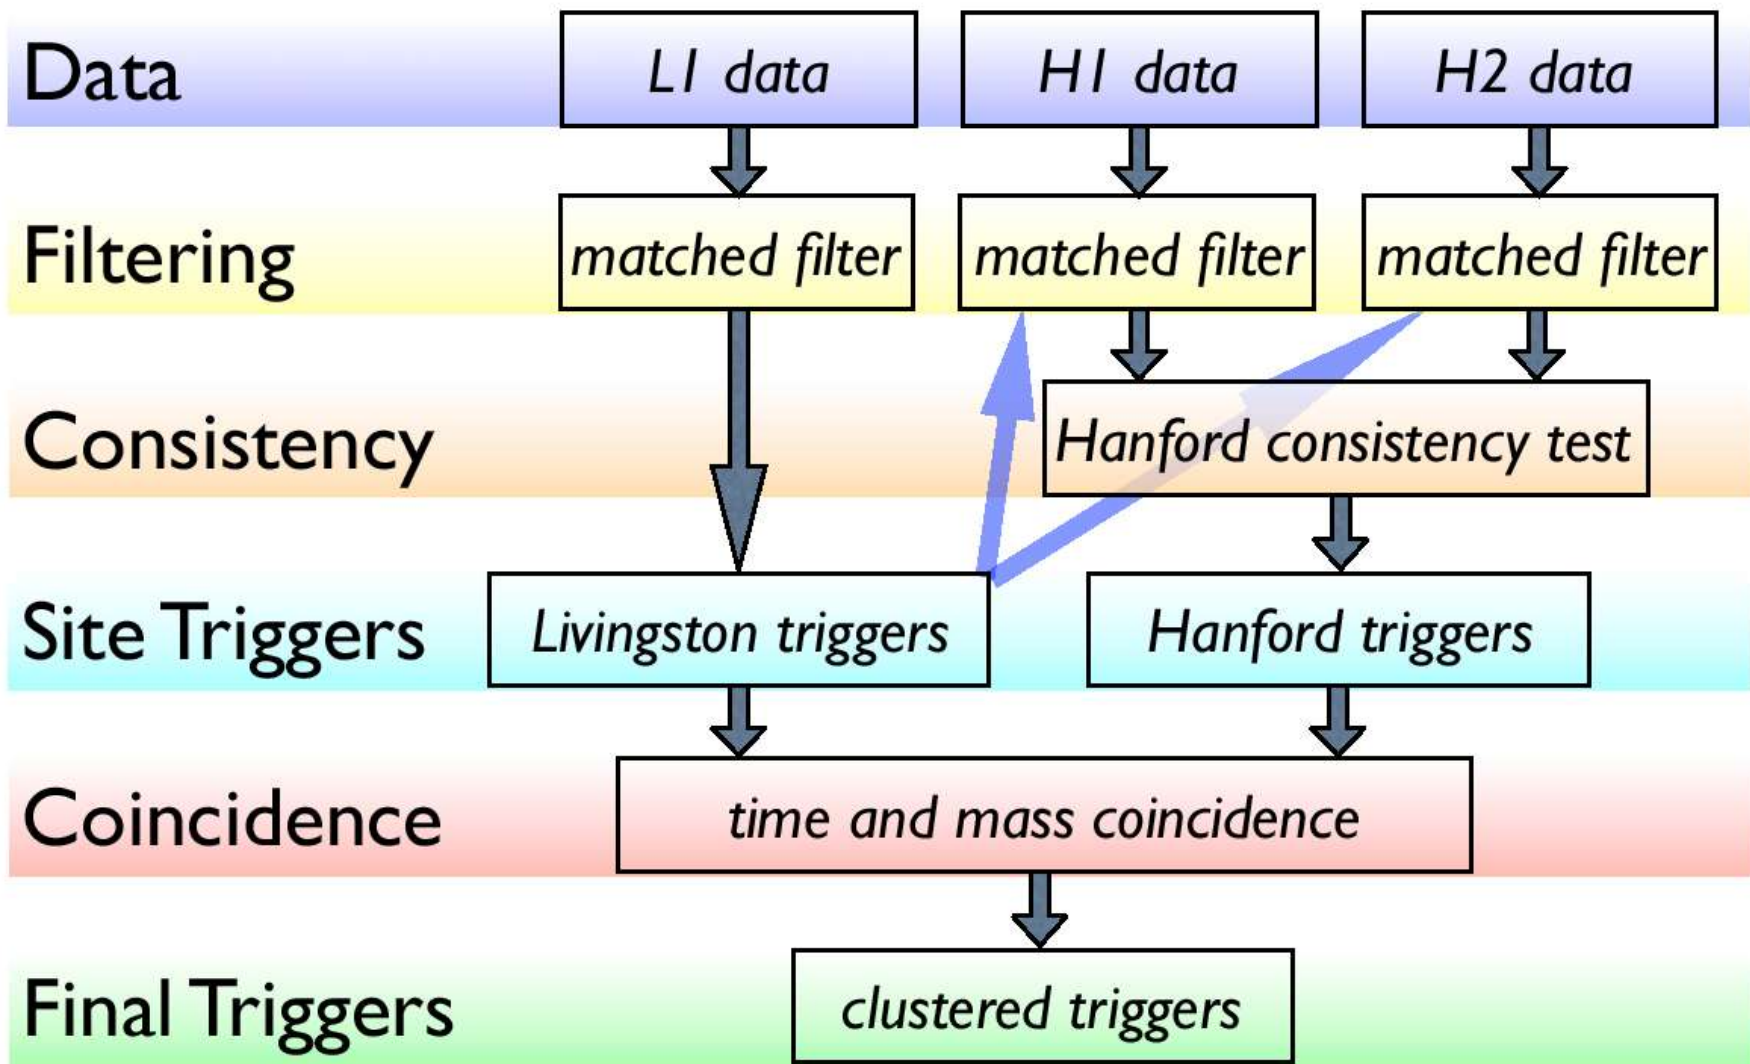 Data
L1 data
H1 data
H2 data
Filtering
matched filter
matched filter
matched filter
Consistency
Hanford consistency test
Site Triggers
Livingston triggers
Hanford triggers
Coincidence
time and mass coincidence
Final Triggers
clustered triggers